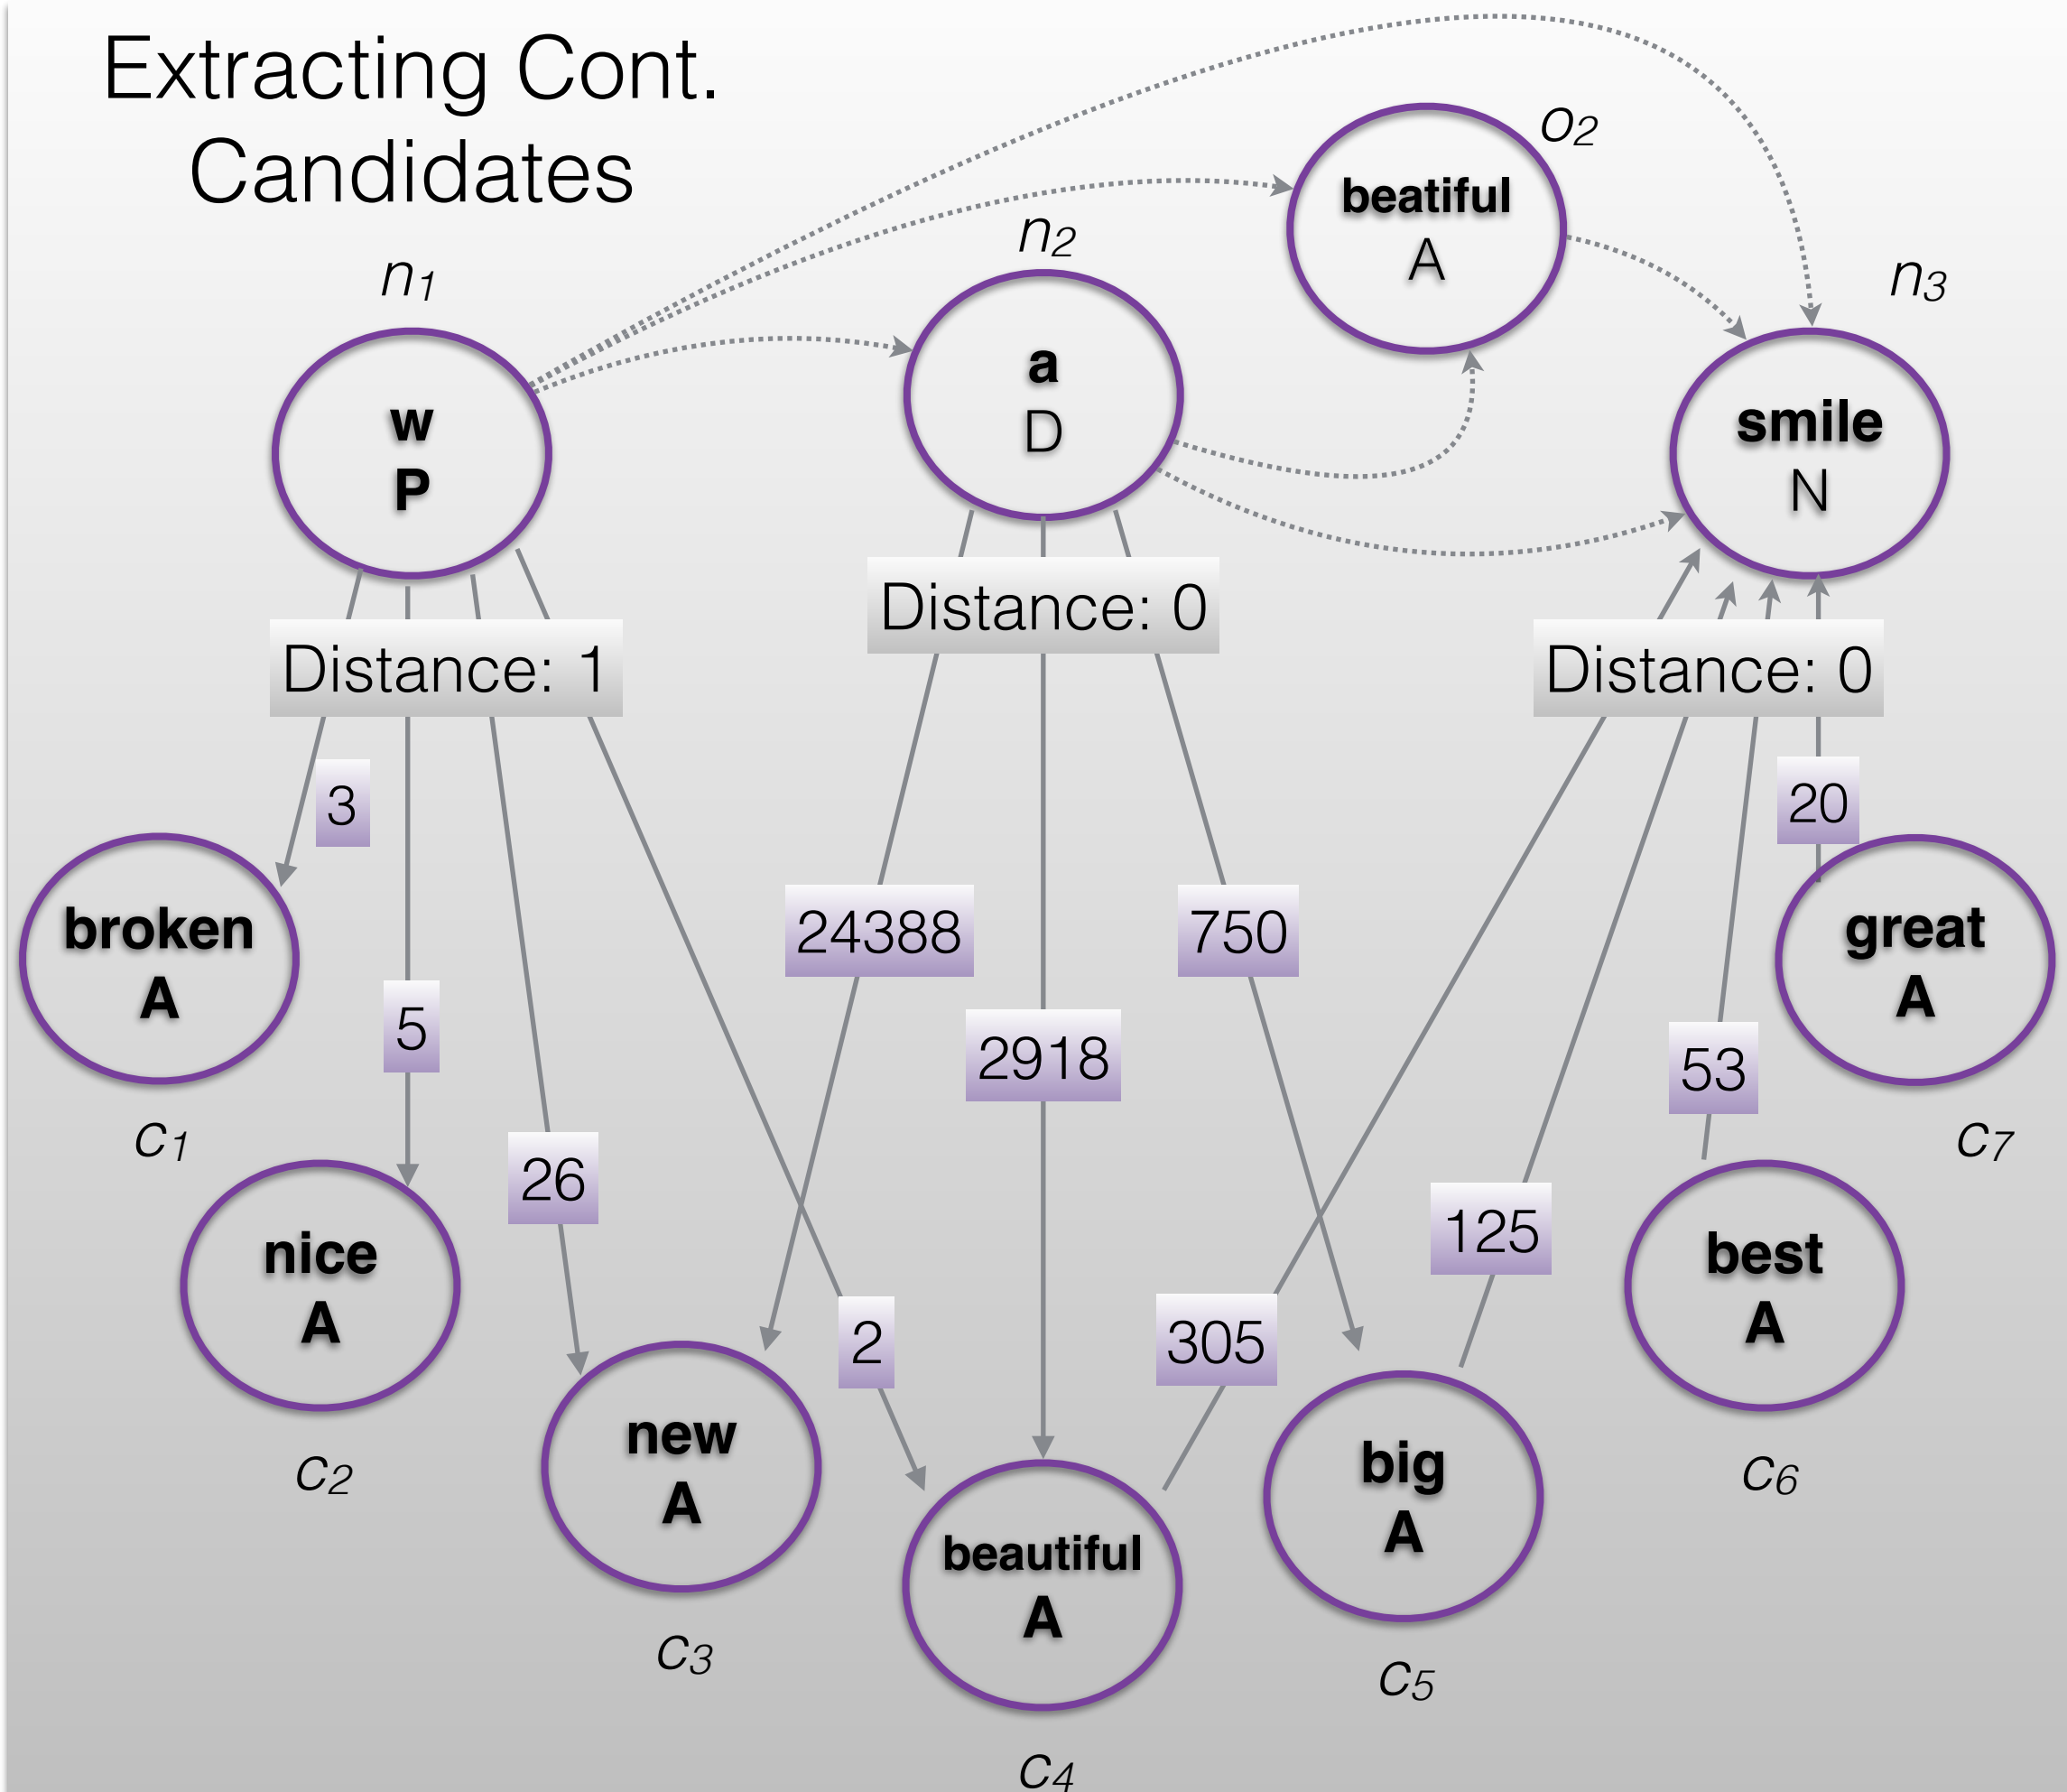 Extracting Cont.
Candidates
n1
w
P
n2
a
D
o2
beatiful
A
n3
smile
N
Distance: 1
Distance: 0
Distance: 0
3
5
26
2
24388
2918
750
305
125
53
20
broken
A
c1
nice
A
c2
new
A
c3
beautiful
A
c4
big
A
c5
best
A
c6
great
A
c7